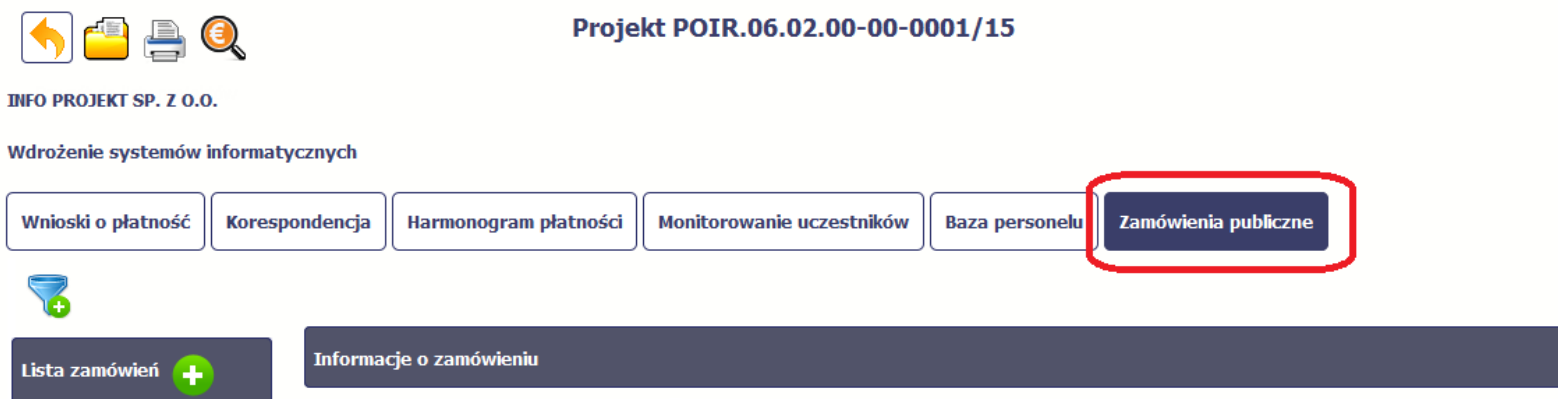 Projekt POIR.06.02.00-00-0001/15
INFO PROJEKT SP. Z O.O.
Wdrożenie systemów informatycznych
Wnioski o płatność Korespondencja Harmonogram płatności Monitorowanie uczestników Baza personelu Zamówienia publiczne
Lista zamówień
Informacje o zamówieniu